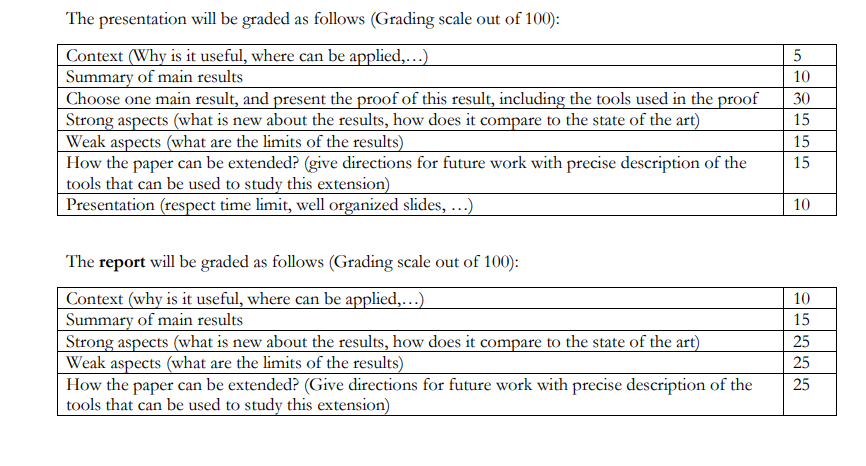 The presentation will be graded as follows (Grading scale out of 100):
Context (Why is it useful, where can be applied,…) 5
Summary of main results 10
Choose one main result, and present the proof of this result, including the tools used in the proof 30
Strong aspects (what is new about the results, how does it compare to the state of the art) 15
Weak aspects (what are the limits of the results) 15
How the paper can be extended? (give directions for future work with precise description of the 15
tools that can be used to study this extension)
Presentation (respect time limit, well organized slides, …) 10
The report will be graded as follows (Grading scale out of 100):
Context (why is it useful, where can be applied,…) 10
Summary of main results 15
Strong aspects (what is new about the results, how does it compare to the state of the art) 25
Weak aspects (what are the limits of the results) 25
How the paper can be extended? (Give directions for future work with precise description of the 25
tools that can be used to study this extension)